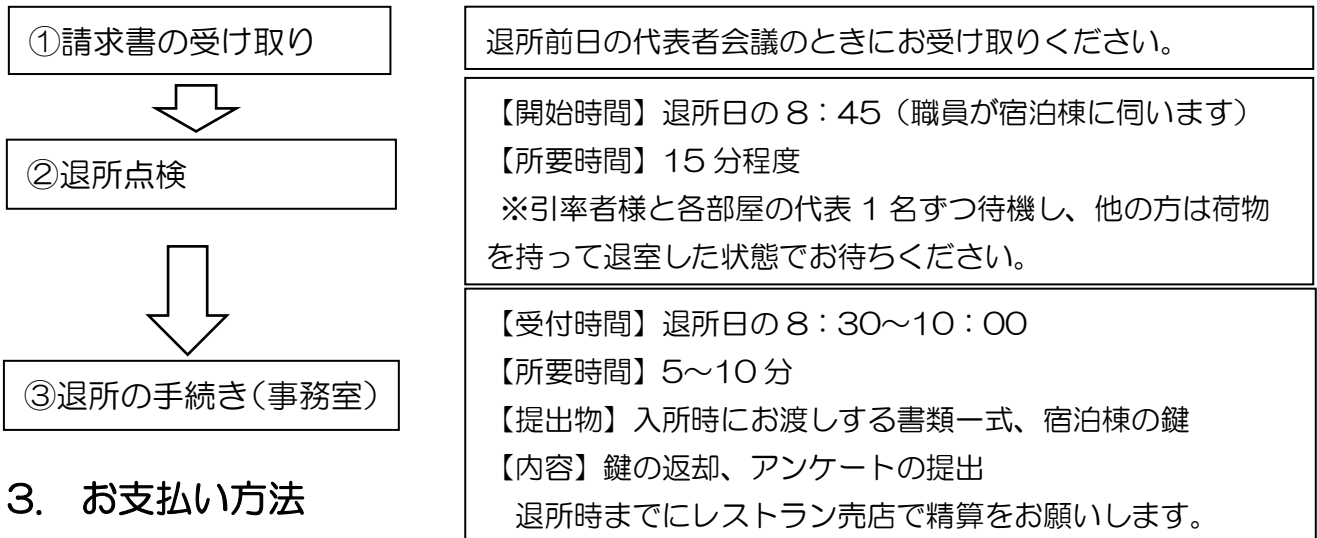 ①請求書の受け取り
退所前日の代表者会議のときにお受け取りください。
②退所点検
【開始時間】退所日の8：45（職員が宿泊棟に伺います）
【所要時間】15分程度
※引率者様と各部屋の代表1名ずつ待機し、他の方は荷物
を持って退室した状態でお待ちください。
③退所の手続き（事務室）
【受付時間】退所日の8：30～10：00
【所要時間】5～10分
【提出物】入所時にお渡しする書類一式、宿泊棟の鍵
【内容】鍵の返却、アンケートの提出
退所時までにレストラン売店で精算をお願いします。
3.　お支払い方法